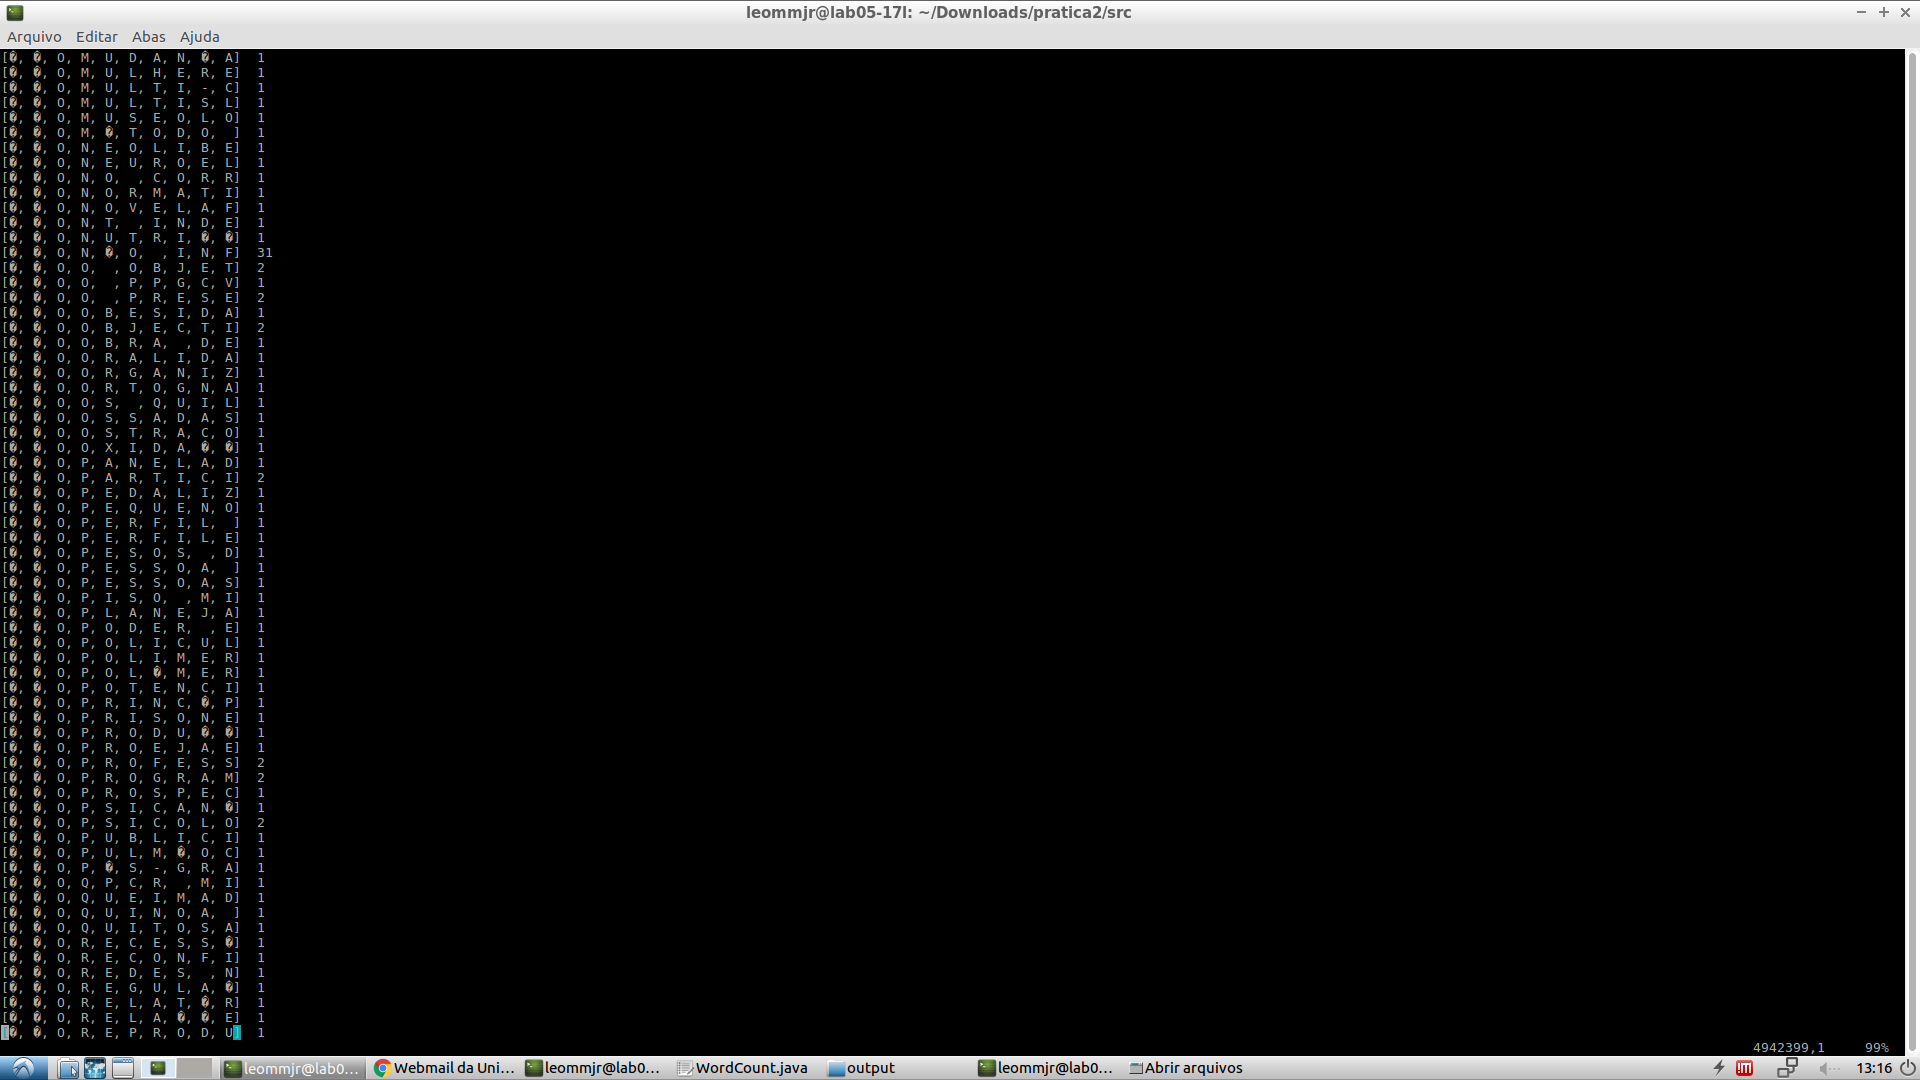 leommjr@lab05-17l: ~/Downloads/pratica2/src
Arquivo Editar Abas Ajuda
[�, �, O, M, U, D, A, N, �, A] 1
[�, �, O, M, U, L, H, E, R, E] 1
[�, �, O, M, U, L, T, I, -, C] 1
[�, �, O, M, U, L, T, I, S, L] 1
[�, �, O, M, U, S, E, O, L, O] 1
[�, �, O, M, �, T, O, D, O,  ] 1
[�, �, O, N, E, O, L, I, B, E] 1
[�, �, O, N, E, U, R, O, E, L] 1
[�, �, O, N, O,  , C, O, R, R] 1
[�, �, O, N, O, R, M, A, T, I] 1
[�, �, O, N, O, V, E, L, A, F] 1
[�, �, O, N, T,  , I, N, D, E] 1
[�, �, O, N, U, T, R, I, �, �] 1
[�, �, O, N, �, O,  , I, N, F] 31
[�, �, O, O,  , O, B, J, E, T] 2
[�, �, O, O,  , P, P, G, C, V] 1
[�, �, O, O,  , P, R, E, S, E] 2
[�, �, O, O, B, E, S, I, D, A] 1
[�, �, O, O, B, J, E, C, T, I] 2
[�, �, O, O, B, R, A,  , D, E] 1
[�, �, O, O, R, A, L, I, D, A] 1
[�, �, O, O, R, G, A, N, I, Z] 1
[�, �, O, O, R, T, O, G, N, A] 1
[�, �, O, O, S,  , Q, U, I, L] 1
[�, �, O, O, S, S, A, D, A, S] 1
[�, �, O, O, S, T, R, A, C, O] 1
[�, �, O, O, X, I, D, A, �, �] 1
[�, �, O, P, A, N, E, L, A, D] 1
[�, �, O, P, A, R, T, I, C, I] 2
[�, �, O, P, E, D, A, L, I, Z] 1
[�, �, O, P, E, Q, U, E, N, O] 1
[�, �, O, P, E, R, F, I, L,  ] 1
[�, �, O, P, E, R, F, I, L, E] 1
[�, �, O, P, E, S, O, S,  , D] 1
[�, �, O, P, E, S, S, O, A,  ] 1
[�, �, O, P, E, S, S, O, A, S] 1
[�, �, O, P, I, S, O,  , M, I] 1
[�, �, O, P, L, A, N, E, J, A] 1
[�, �, O, P, O, D, E, R,  , E] 1
[�, �, O, P, O, L, I, C, U, L] 1
[�, �, O, P, O, L, I, M, E, R] 1
[�, �, O, P, O, L, �, M, E, R] 1
[�, �, O, P, O, T, E, N, C, I] 1
[�, �, O, P, R, I, N, C, �, P] 1
[�, �, O, P, R, I, S, O, N, E] 1
[�, �, O, P, R, O, D, U, �, �] 1
[�, �, O, P, R, O, E, J, A, E] 1
[�, �, O, P, R, O, F, E, S, S] 2
[�, �, O, P, R, O, G, R, A, M] 2
[�, �, O, P, R, O, S, P, E, C] 1
[�, �, O, P, S, I, C, A, N, �] 1
[�, �, O, P, S, I, C, O, L, O] 2
[�, �, O, P, U, B, L, I, C, I] 1
[�, �, O, P, U, L, M, �, O, C] 1
[�, �, O, P, �, S, -, G, R, A] 1
[�, �, O, Q, P, C, R,  , M, I] 1
[�, �, O, Q, U, E, I, M, A, D] 1
[�, �, O, Q, U, I, N, O, A,  ] 1
[�, �, O, Q, U, I, T, O, S, A] 1
[�, �, O, R, E, C, E, S, S, �] 1
[�, �, O, R, E, C, O, N, F, I] 1
[�, �, O, R, E, D, E, S,  , N] 1
[�, �, O, R, E, G, U, L, A, �] 1
[�, �, O, R, E, L, A, T, �, R] 1
[�, �, O, R, E, L, A, �, �, E] 1
[�, �, O, R, E, P, R, O, D, U] 1
4942399,1 99%
leommjr@lab0... Webmail da Uni... leommjr@lab0... WordCount.java output leommjr@lab0... Abrir arquivos 13:16